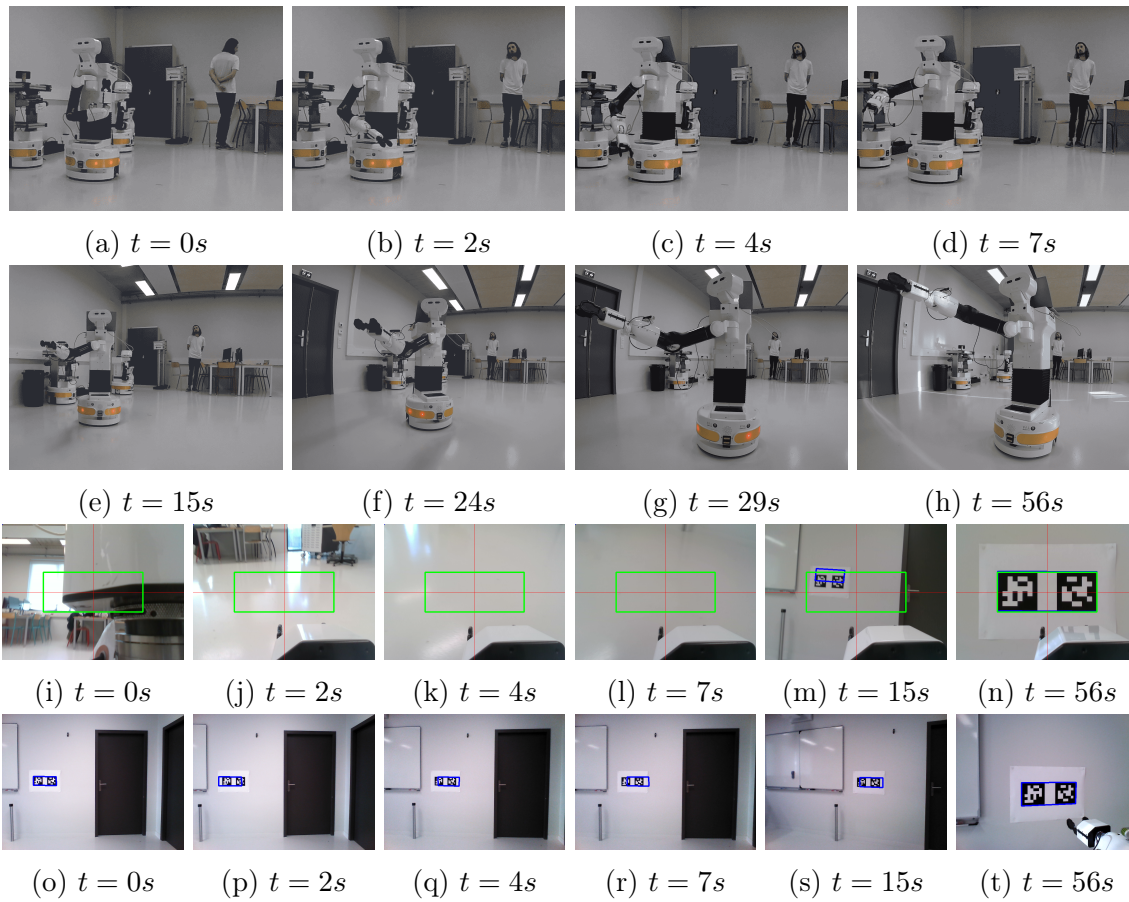 (a) t = 0s (b) t = 2s (c) t = 4s (d) t = 7s
(e) t = 15s (f) t = 24s (g) t = 29s (h) t = 56s
(i) t = 0s (j) t = 2s (k) t = 4s (l) t = 7s (m) t = 15s (n) t = 56s
(o) t = 0s (p) t = 2s (q) t = 4s (r) t = 7s (s) t = 15s (t) t = 56s